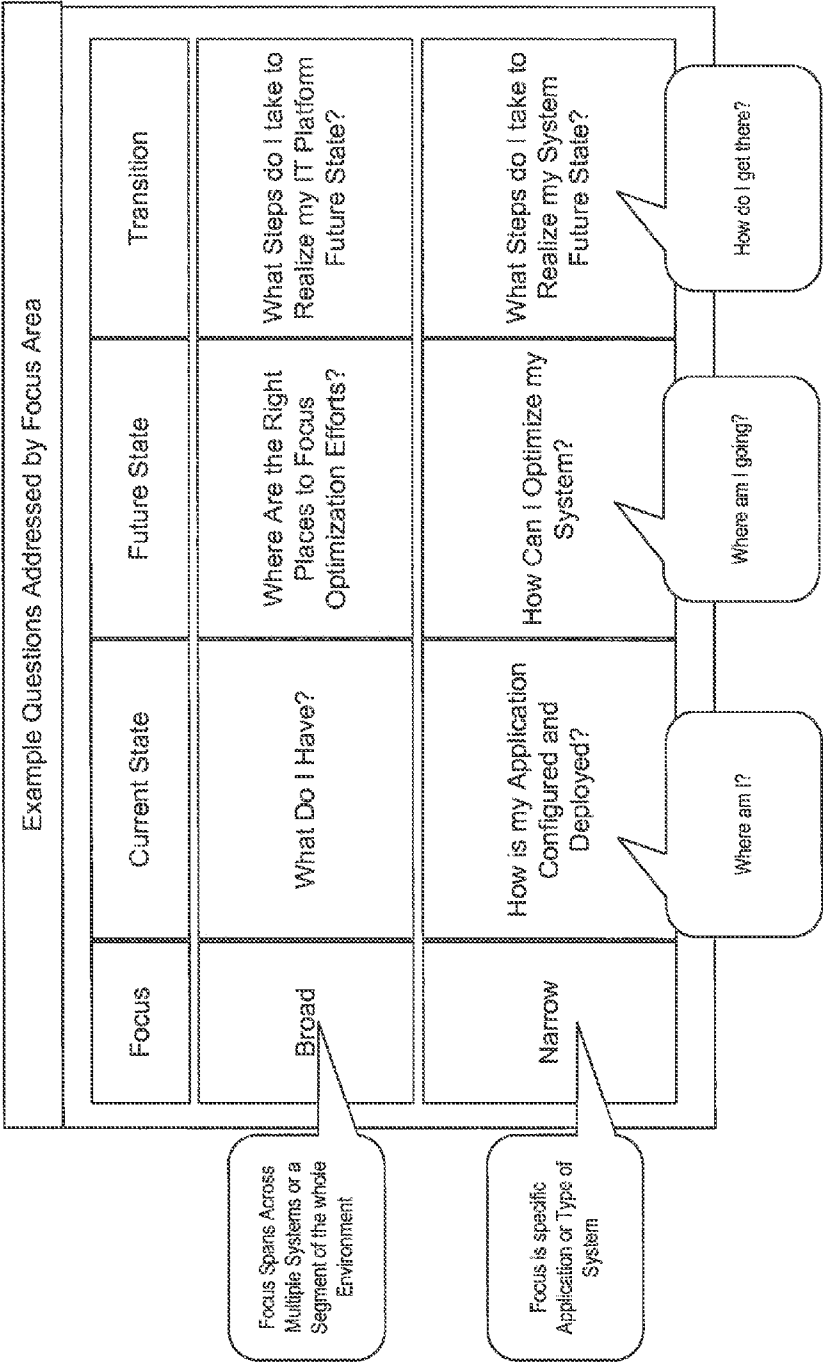 Example Questions Addressed by Focus Area
Focus
Current State
Future State
Transition
Broad
What Do I Have?
Where Are the Right
Places to Focus
Optimization Efforts?
What Steps do I take to
Realize my IT Platform
Future State?
Narrow
How is my Application
Configured and
Deployed?
How Can I Optimize my
System?
What Steps do I take to
Realize my System
Future State?
Focus Spans Across
Multiple Systems or a
Segment of the whole
Environment
Focus is specific
Application or Type of
System
Where am I?
Where am I going?
How do I get there?